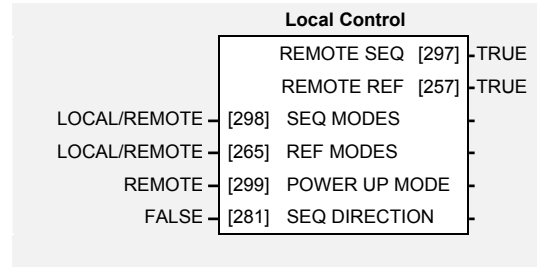 Local Control
REMOTE SEQ [297] -TRUE
REMOTE REF [257] -TRUE
LOCAL/REMOTE – [298] SEQ MODES -
LOCAL/REMOTE – [265] REF MODES -
REMOTE – [299] POWER UP MODE -
FALSE – [281] SEQ DIRECTION -